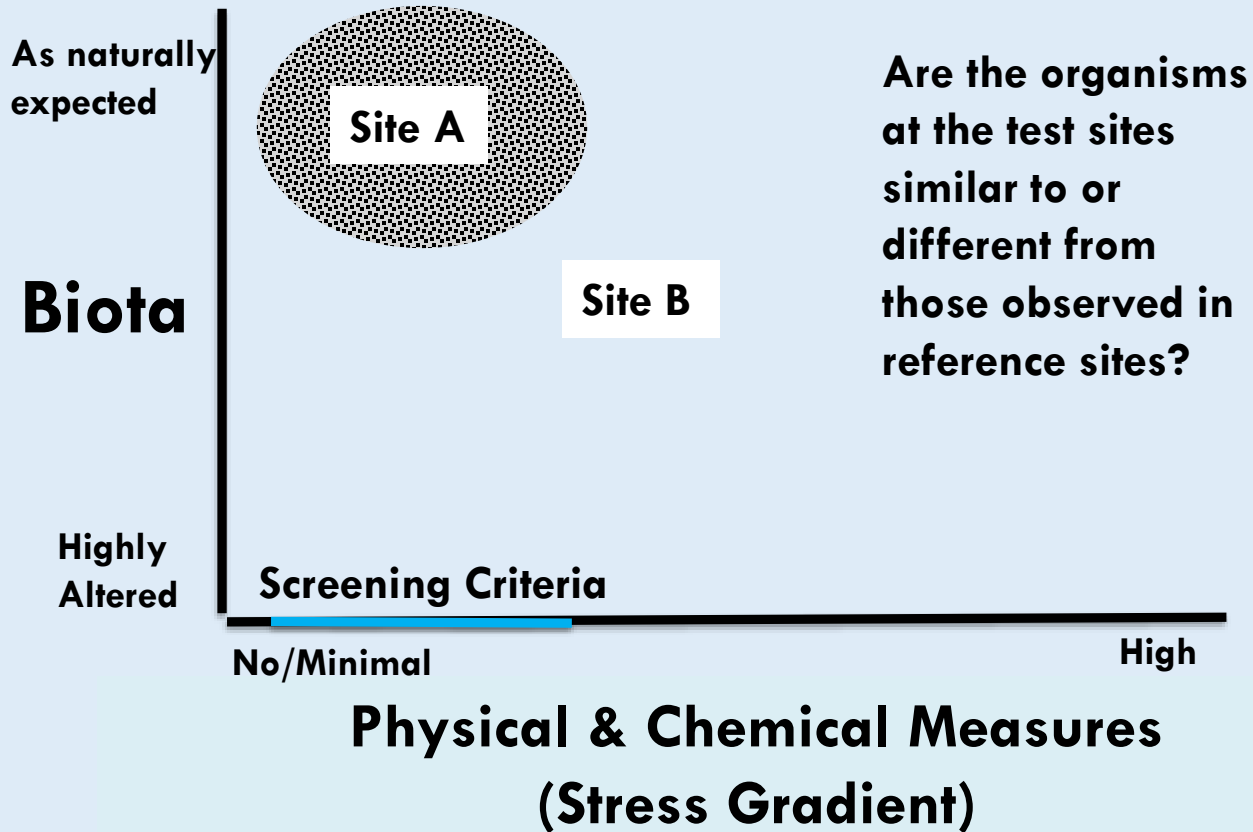 As naturally
expected
Site A
Are the organisms
at the test sites
similar to or
different from
those observed in
reference sites?
Biota
Site B
Highly
Altered
Screening Criteria
No/Minimal
High
Physical & Chemical Measures
(Stress Gradient)